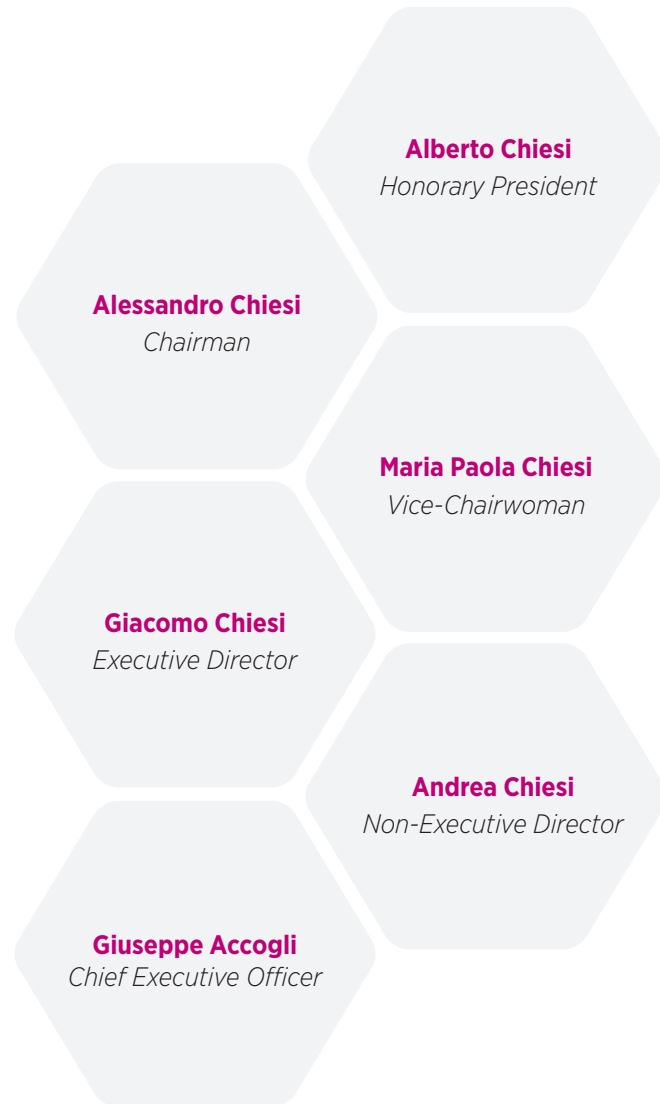 Alberto Chiesi
Honorary President
Alessandro Chiesi
Chairman
Maria Paola Chiesi
Vice-Chairwoman
Giacomo Chiesi
Executive Director
Andrea Chiesi
Non-Executive Director
Giuseppe Accogli
Chief Executive Officer